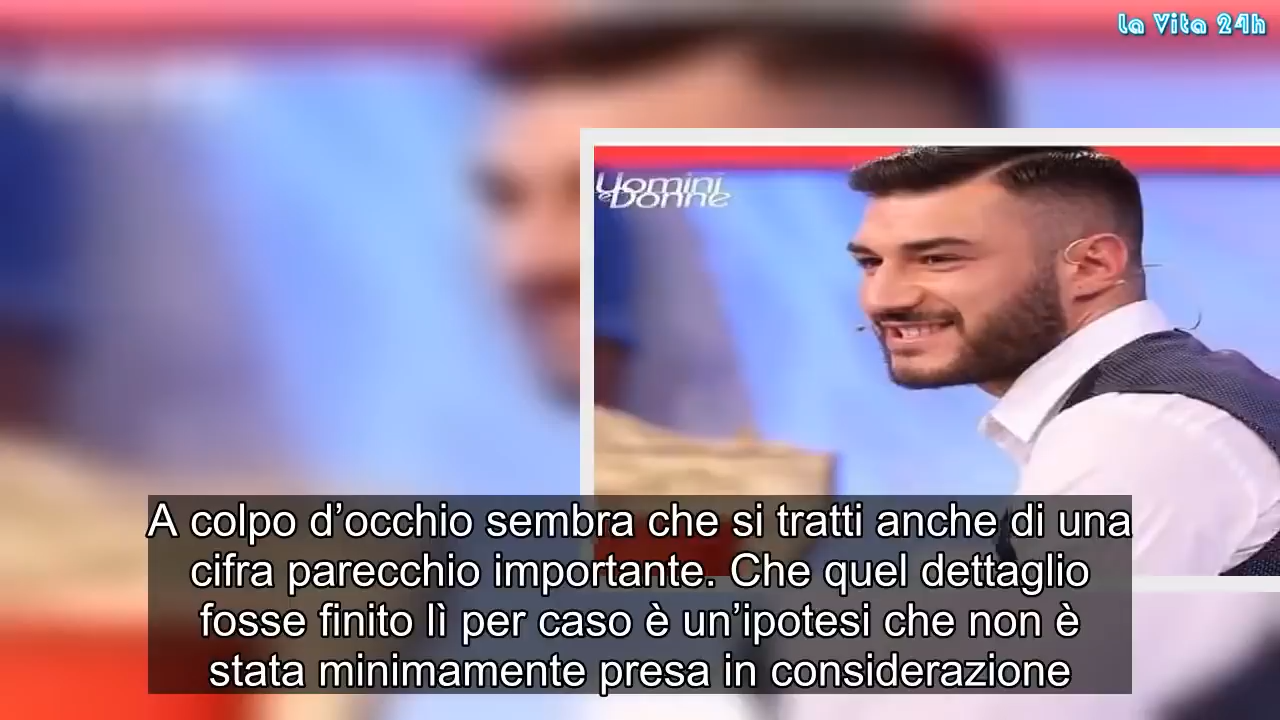 La Vita 24h
Uomini
e Donne
A colpo d’occhio sembra che si tratti anche di una
cifra parecchio importante. Che quel dettaglio
fosse finito lì per caso è un’ipotesi che non è
stata minimamente presa in considerazione